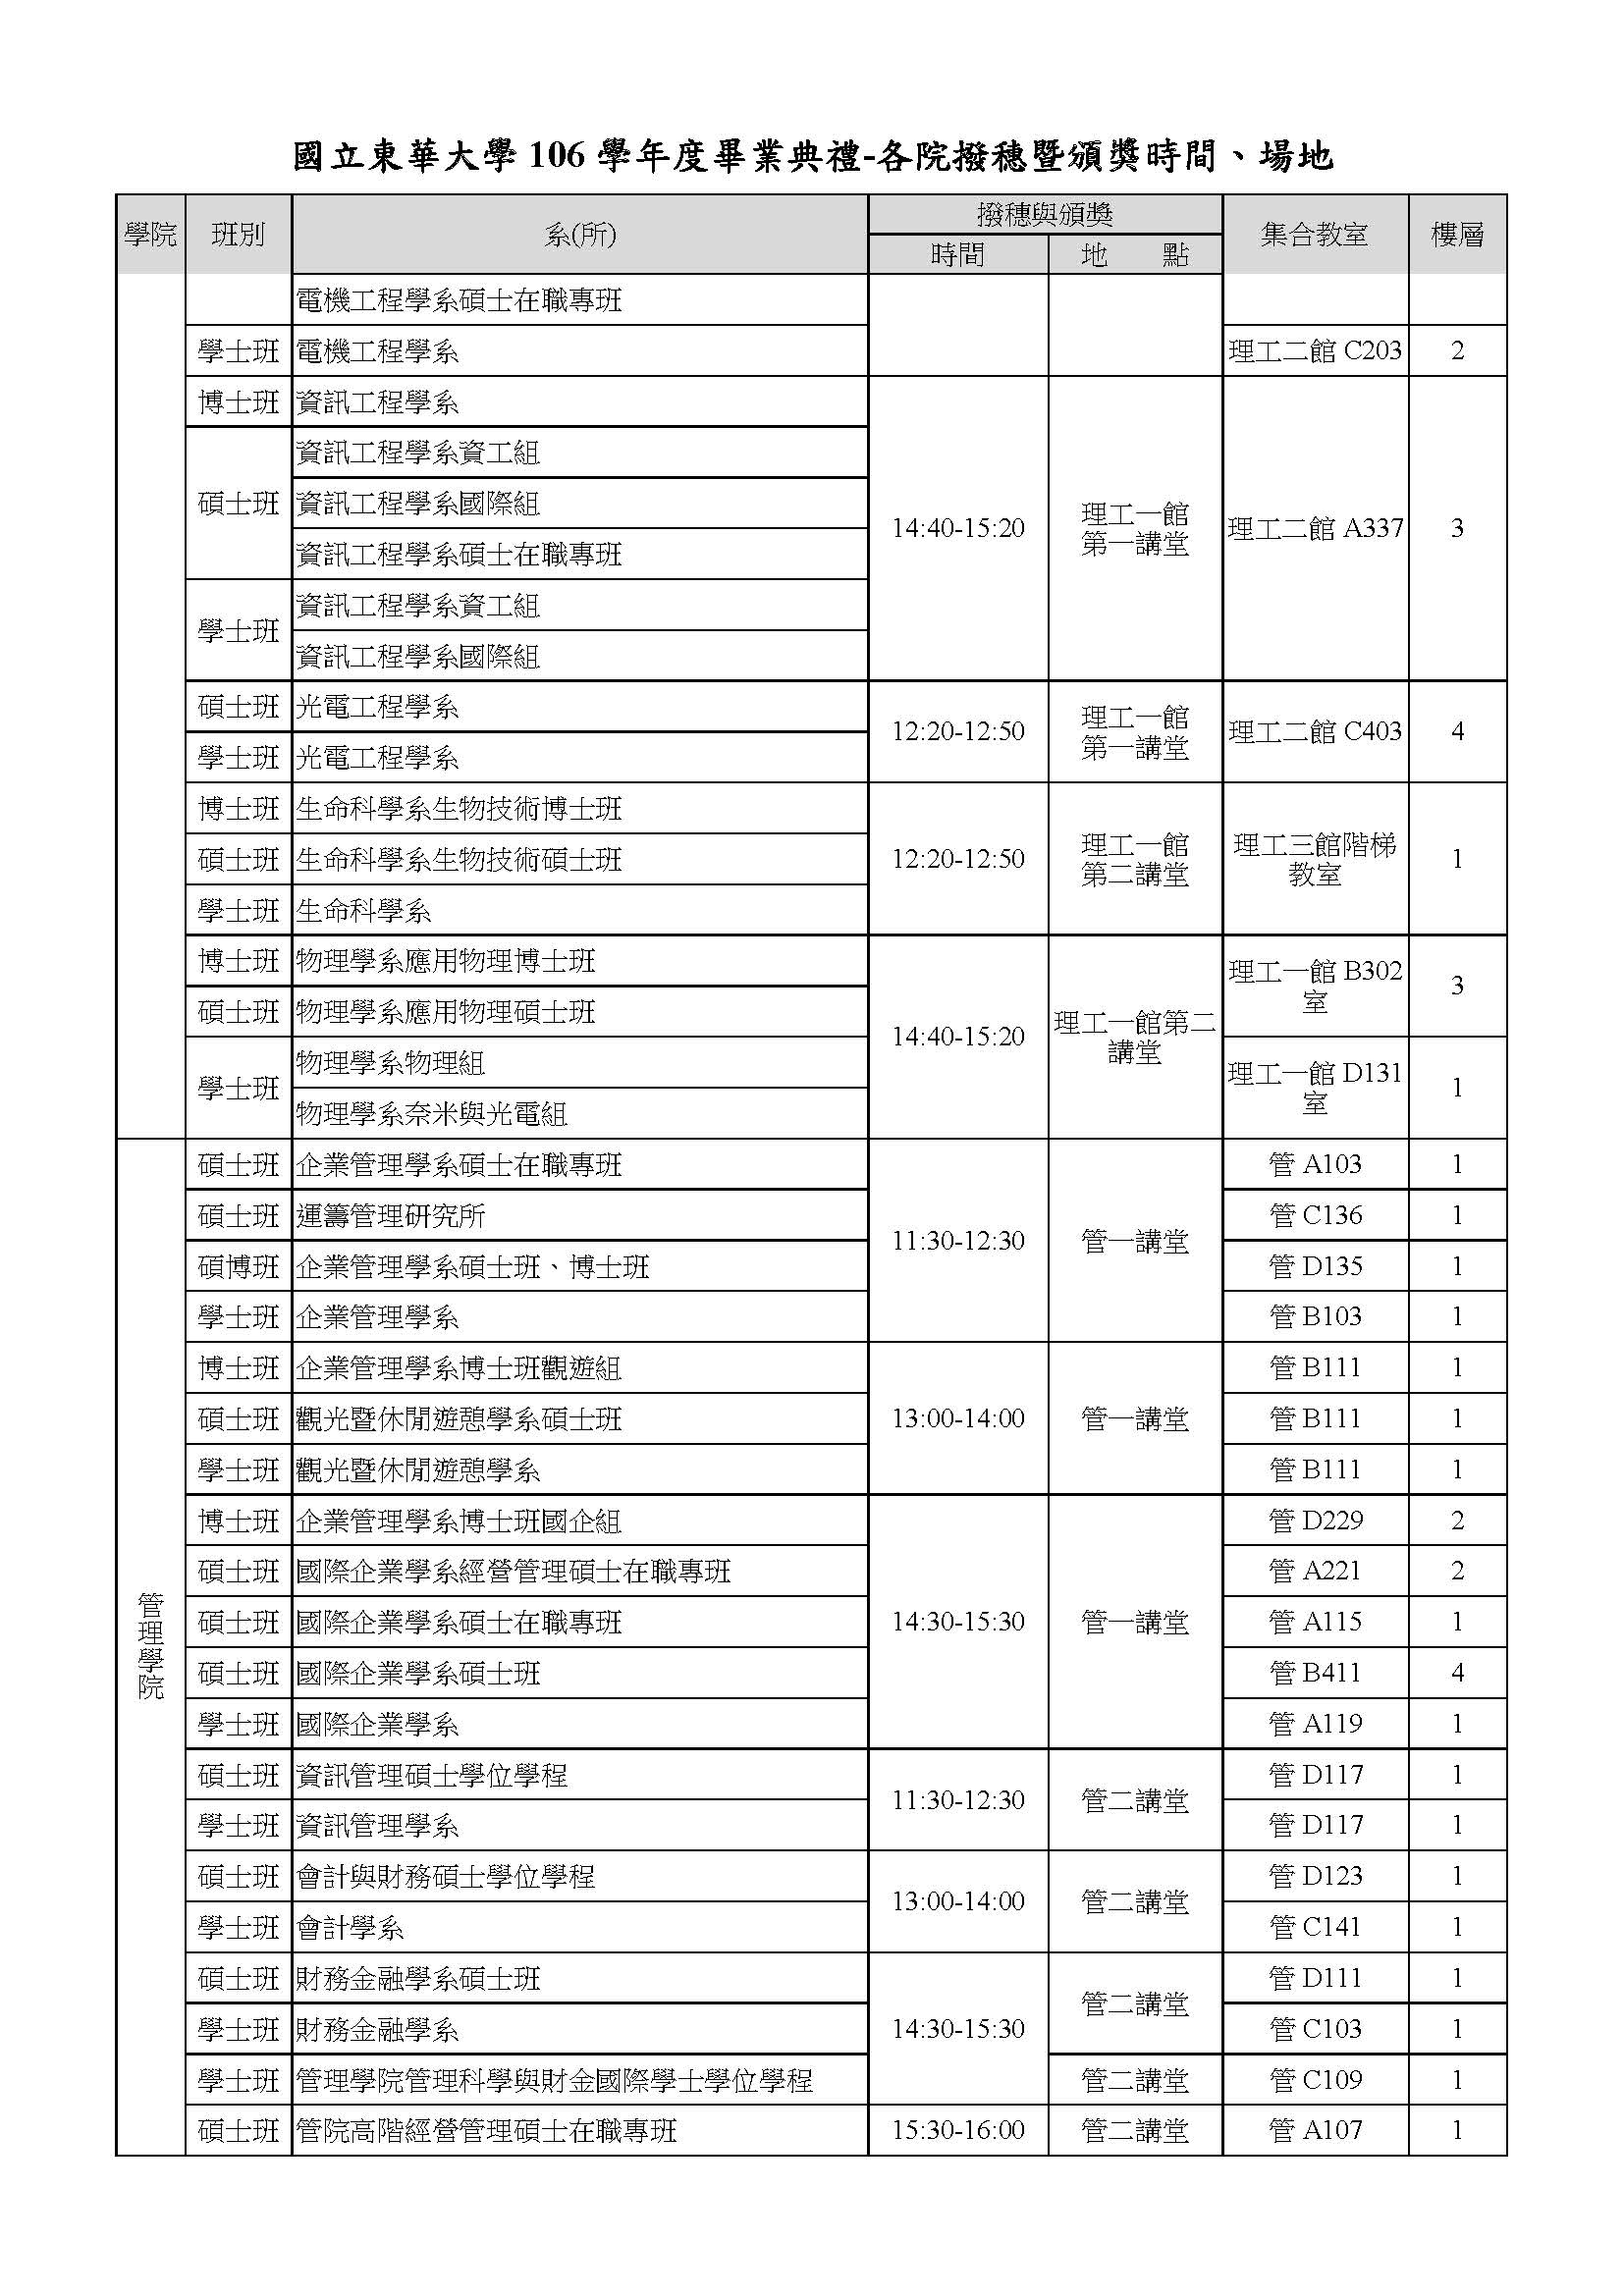 國立東華大學 106 學年度畢業典禮-各院撥穗暨頒獎時間、場地
學院 班別 系(所) 撥穗與頒獎 集合教室 樓層
時間 地 點
電機工程學系碩士在職專班
學士班 電機工程學系 理工二館 C203 2
博士班 資訊工程學系
碩士班 資訊工程學系資工組
資訊工程學系國際組
資訊工程學系碩士在職專班
14:40-15:20 理工一館
第一講堂
理工二館 A337 3
學士班 資訊工程學系資工組
資訊工程學系國際組
碩士班 光電工程學系
學士班 光電工程學系
12:20-12:50 理工一館
第一講堂
理工二館 C403 4
博士班 生命科學系生物技術博士班
碩士班 生命科學系生物技術碩士班
學士班 生命科學系
12:20-12:50 理工一館
第二講堂
理工三館階梯
教室
1
博士班 物理學系應用物理博士班
碩士班 物理學系應用物理碩士班
理工一館 B302
室
3
14:40-15:20 理工一館第二
講堂
學士班 物理學系物理組
物理學系奈米與光電組
理工一館 D131
室
1
管理學院
碩士班 企業管理學系碩士在職專班 管 A103 1
碩士班 運籌管理研究所 管 C136 1
11:30-12:30 管一講堂
碩博班 企業管理學系碩士班、博士班 管 D135 1
學士班 企業管理學系 管 B103 1
博士班 企業管理學系博士班觀遊組 管 B111 1
碩士班 觀光暨休閒遊憩學系碩士班 13:00-14:00 管一講堂 管 B111 1
學士班 觀光暨休閒遊憩學系 管 B111 1
博士班 企業管理學系博士班國企組 管 D229 2
碩士班 國際企業學系經營管理碩士在職專班 管 A221 2
碩士班 國際企業學系碩士在職專班 14:30-15:30 管一講堂 管 A115 1
碩士班 國際企業學系碩士班 管 B411 4
學士班 國際企業學系 管 A119 1
碩士班 資訊管理碩士學位學程 管 D117 1
11:30-12:30 管二講堂
學士班 資訊管理學系 管 D117 1
碩士班 會計與財務碩士學位學程 管 D123 1
13:00-14:00 管二講堂
學士班 會計學系 管 C141 1
碩士班 財務金融學系碩士班 管 D111 1
管二講堂
學士班 財務金融學系 14:30-15:30 管 C103 1
學士班 管理學院管理科學與財金國際學士學位學程 管二講堂 管 C109 1
碩士班 管院高階經營管理碩士在職專班 15:30-16:00 管二講堂 管 A107 1